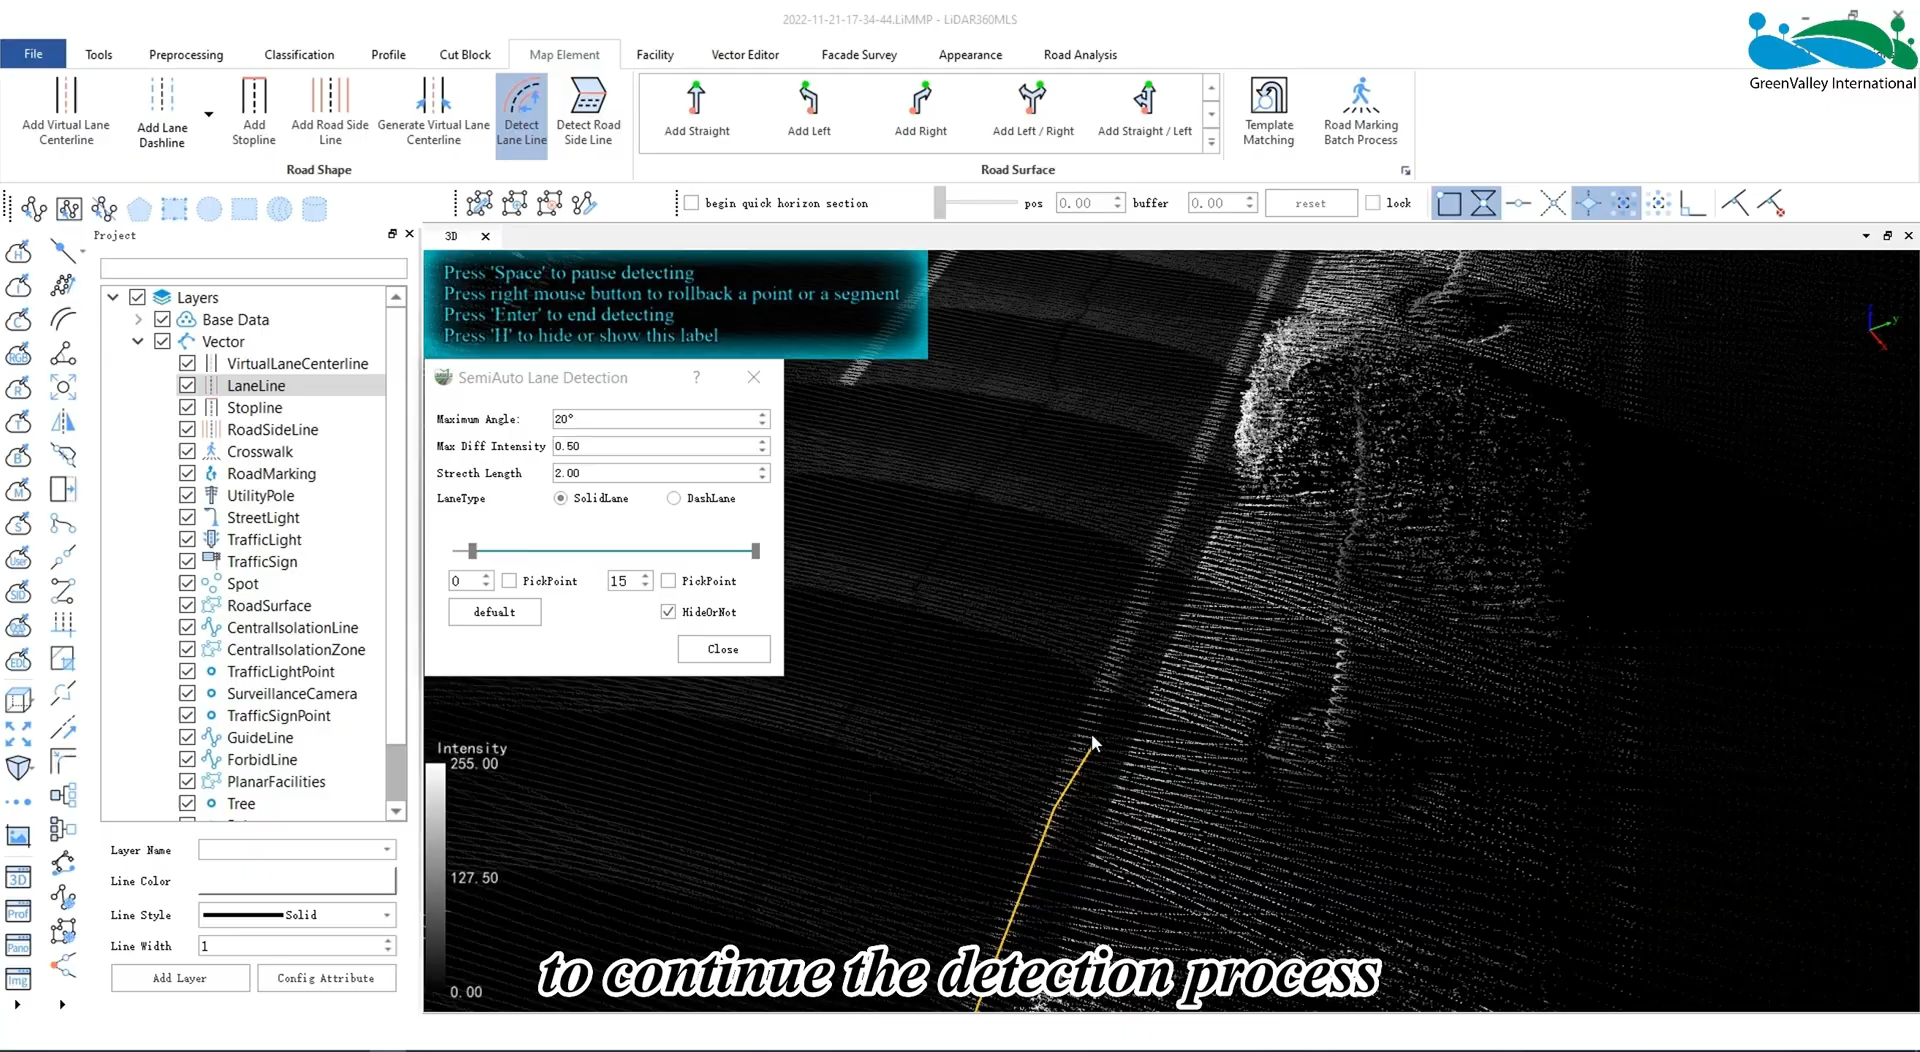 2022-11-21-17-34-44.LiMMP - LiDAR360MLS
GreenValley International
File
Tools
Preprocessing
Classification
Profile
Cut Block
Map Element
Facility
Vector Editor
Facade Survey
Appearance
Road Analysis
Add Virtual Lane
Centerline
Add Lane
Dashline
Add
Stopline
Add Road Side
Line
Generate Virtual Lane
Centerline
Detect
Lane Line
Detect Road
Side Line
Add Straight
Add Left
Add Right
Add Left / Right
Add Straight / Left
Template
Matching
Road Marking
Batch Process
Road Shape
Road Surface
begin quick horizon section
pos
0.00
buffer
0.00
reset
lock
Project
3D
Layers
Base Data
Vector
VirtualLaneCenterline
LaneLine
Stopline
RoadSideLine
Crosswalk
RoadMarking
UtilityPole
StreetLight
TrafficLight
TrafficSign
Spot
RoadSurface
CentralIsolationLine
CentralIsolationZone
TrafficLightPoint
SurveillanceCamera
TrafficSignPoint
GuideLine
ForbidLine
PlanarFacilities
Tree
Layer Name
Line Color
Line Style
Solid
Line Width
1
Add Layer
Config Attribute
H
I
C
RGB
R
T
B
M
S
User
SID
EDL
3D
Prof
Pano
Img
Press 'Space' to pause detecting
Press right mouse button to rollback a point or a segment
Press 'Enter' to end detecting
Press 'H' to hide or show this label
SemiAuto Lane Detection
?
Maximum Angle:
20°
Max Diff Intensity
0.50
Strecth Length
2.00
LaneType
SolidLane
DashLane
0
PickPoint
15
PickPoint
defualt
HideOrNot
Close
Intensity
255.00
127.50
0.00
y
x
to continue the detection process